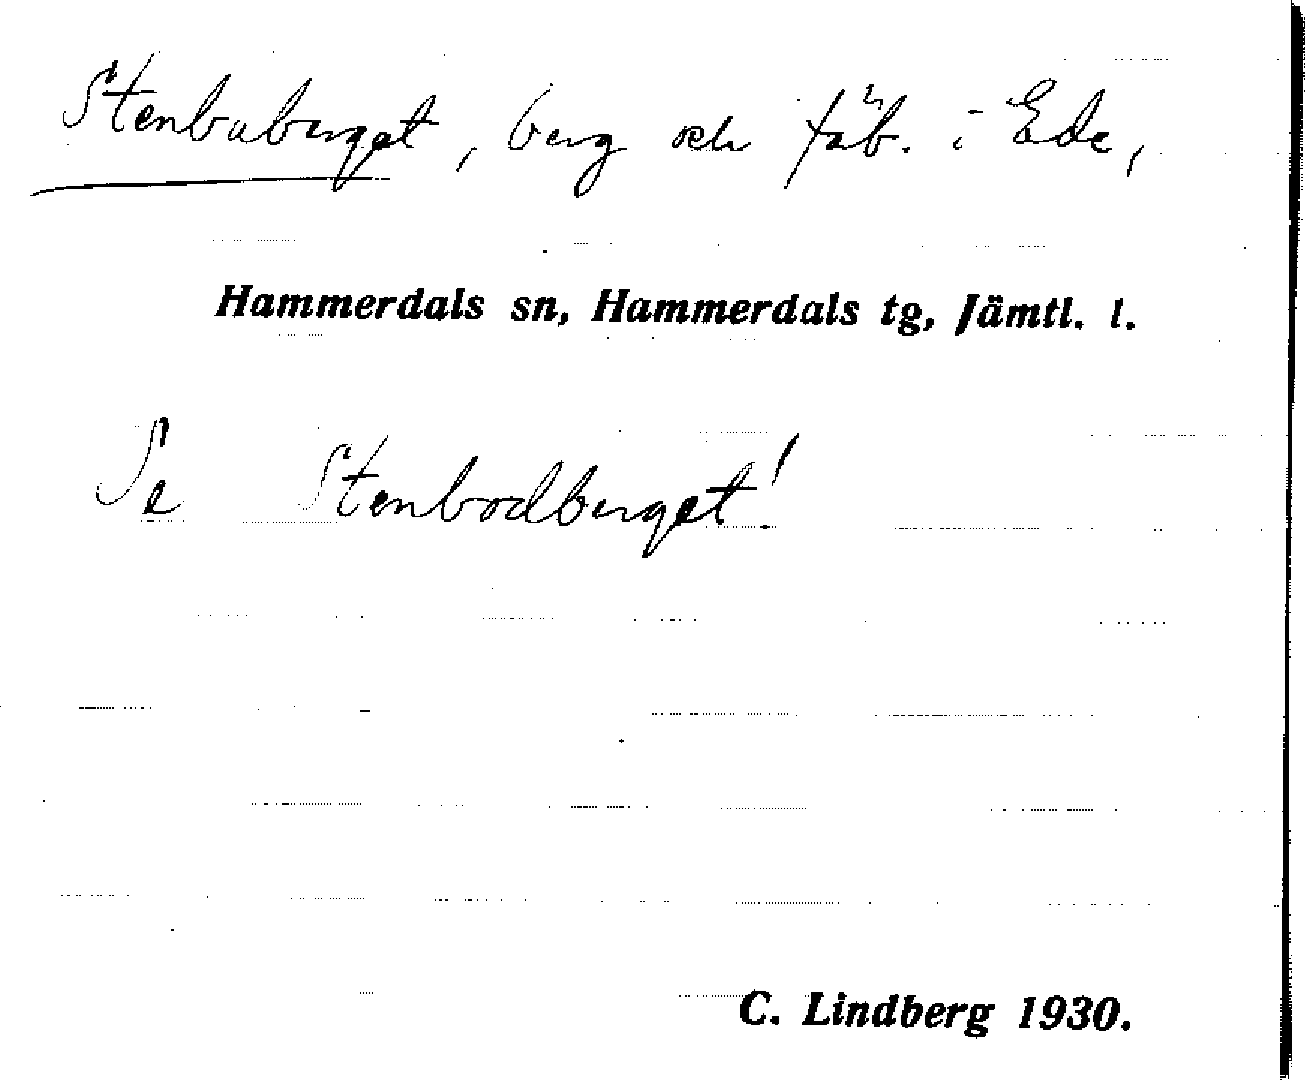 Stenbuberget, berg och fäb. i Ede,
Hammerdals sn, Hammerdals tg, Jämtl. l.
Se Stenbodberget!
C. Lindberg 1930.